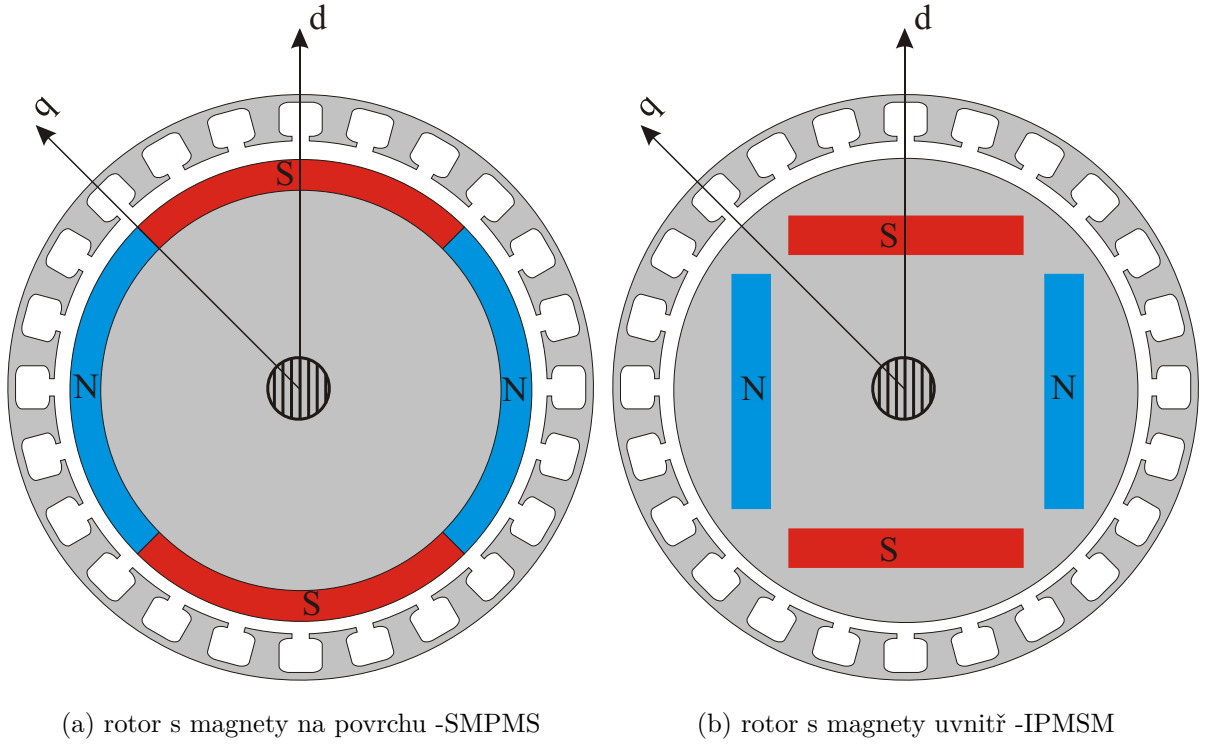 d
d
q
q
S
S
N
N
N
N
S
S
(a) rotor s magnety na povrchu -SMPMS
(b) rotor s magnety uvnitř -IPMSM